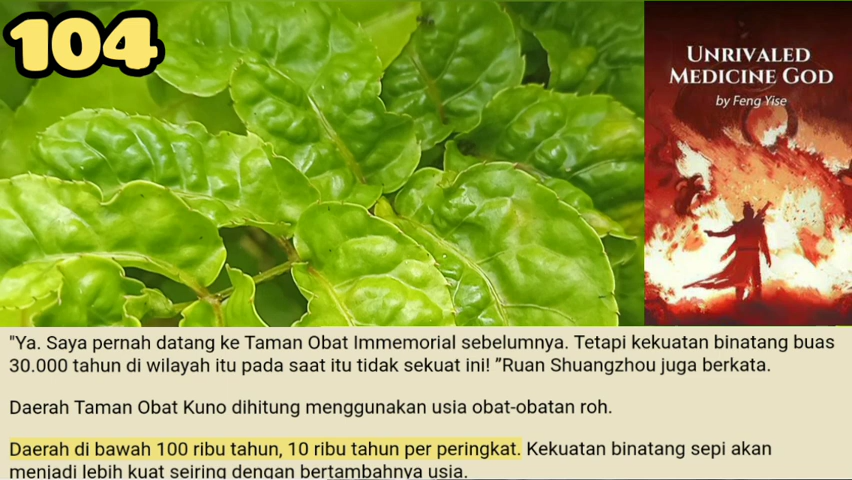 104
UNRIVALED
MEDICINE GOD
by Feng Yise
"Ya. Saya pernah datang ke Taman Obat Immemorial sebelumnya. Tetapi kekuatan binatang buas
30.000 tahun di wilayah itu pada saat itu tidak sekuat ini! ”Ruan Shuangzhou juga berkata.
Daerah Taman Obat Kuno dihitung menggunakan usia obat-obatan roh.
Daerah di bawah 100 ribu tahun, 10 ribu tahun per peringkat. Kekuatan binatang sepi akan
menjadi lebih kuat seiring dengan bertambahnya usia.